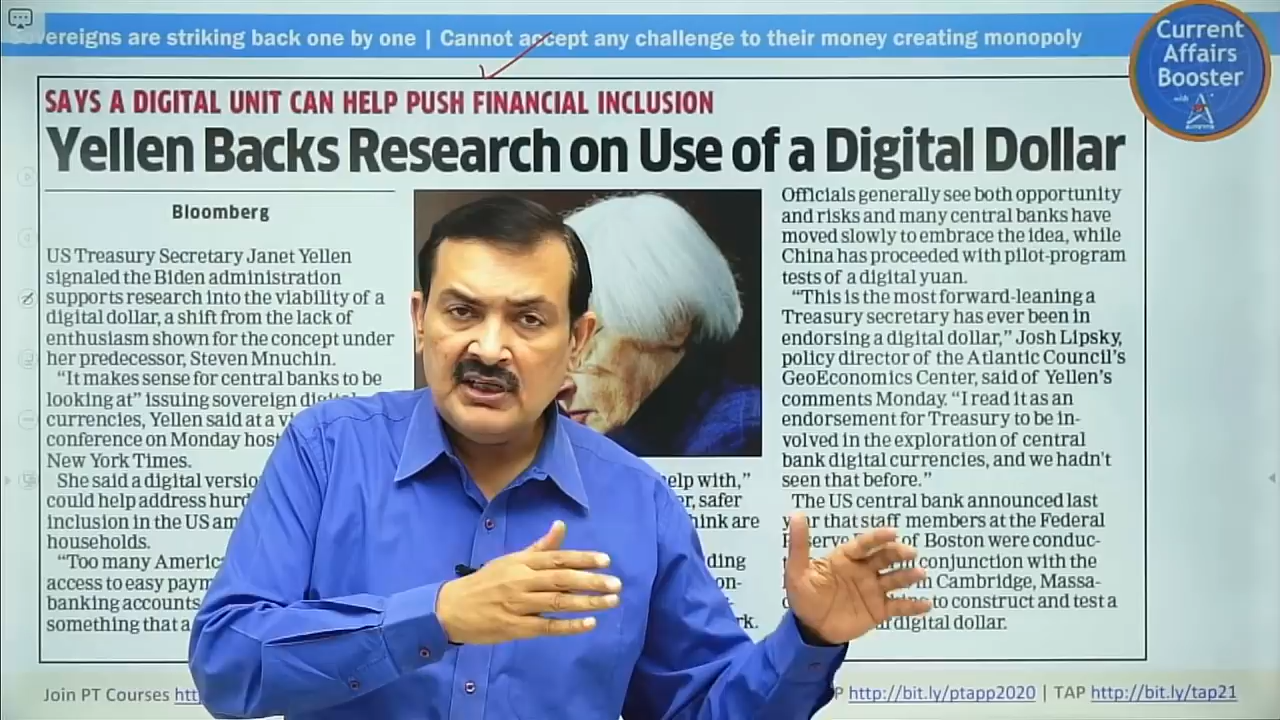 Sovereigns are striking back one by one | Cannot accept any challenge to their money creating monopoly
Current
Affairs
Booster
with
SAYS A DIGITAL UNIT CAN HELP PUSH FINANCIAL INCLUSION
Yellen Backs Research on Use of a Digital Dollar
Bloomberg
US Treasury Secretary Janet Yellen
signaled the Biden administration
supports research into the viability of a
digital dollar, a shift from the lack of
enthusiasm shown for the concept under
her predecessor, Steven Mnuchin.
“It makes sense for central banks to be
looking at” issuing sovereign
currencies, Yellen said at a
conference on Monday
New York Times.
She said a digital
could help address
inclusion in the US
households.
“Too many
access to easy
banking accounts
something that a
help with,”
safer
think are
rk.
Officials generally see both opportunity
and risks and many central banks have
moved slowly to embrace the idea, while
China has proceeded with pilot-program
tests of a digital yuan.
“This is the most forward-leaning a
Treasury secretary has ever been in
endorsing a digital dollar,” Josh Lipsky,
policy director of the Atlantic Council’s
GeoEconomics Center, said of Yellen’s
comments Monday. “I read it as an
endorsement for Treasury to be in-
volved in the exploration of central
bank digital currencies, and we hadn't
seen that before.”
The US central bank announced last
year that staff members at the Federal
Reserve of Boston were conduc-
conjunction with the
Cambridge, Massa-
to construct and test a
digital dollar.
Join PT Courses htt
P http://bit.ly/ptapp2020 | TAP http://bit.ly/tap21